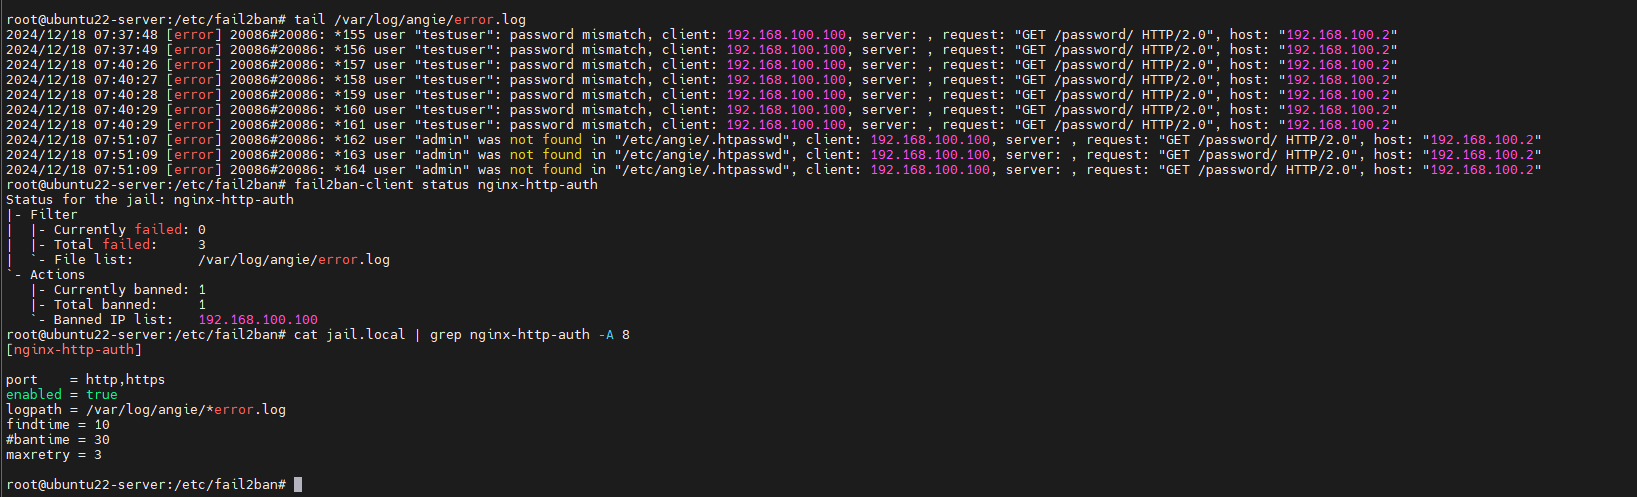 root@ubuntu22-server:/etc/fail2ban# tail /var/log/angie/error.log
2024/12/18 07:37:48 [error] 20086#20086: *155 user "testuser": password mismatch, client: 192.168.100.100, server: , request: "GET /password/ HTTP/2.0", host: "192.168.100.2"
2024/12/18 07:37:49 [error] 20086#20086: *156 user "testuser": password mismatch, client: 192.168.100.100, server: , request: "GET /password/ HTTP/2.0", host: "192.168.100.2"
2024/12/18 07:40:26 [error] 20086#20086: *157 user "testuser": password mismatch, client: 192.168.100.100, server: , request: "GET /password/ HTTP/2.0", host: "192.168.100.2"
2024/12/18 07:40:27 [error] 20086#20086: *158 user "testuser": password mismatch, client: 192.168.100.100, server: , request: "GET /password/ HTTP/2.0", host: "192.168.100.2"
2024/12/18 07:40:28 [error] 20086#20086: *159 user "testuser": password mismatch, client: 192.168.100.100, server: , request: "GET /password/ HTTP/2.0", host: "192.168.100.2"
2024/12/18 07:40:29 [error] 20086#20086: *160 user "testuser": password mismatch, client: 192.168.100.100, server: , request: "GET /password/ HTTP/2.0", host: "192.168.100.2"
2024/12/18 07:40:29 [error] 20086#20086: *161 user "testuser": password mismatch, client: 192.168.100.100, server: , request: "GET /password/ HTTP/2.0", host: "192.168.100.2"
2024/12/18 07:51:07 [error] 20086#20086: *162 user "admin" was not found in "/etc/angie/.htpasswd", client: 192.168.100.100, server: , request: "GET /password/ HTTP/2.0", host: "192.168.100.2"
2024/12/18 07:51:09 [error] 20086#20086: *163 user "admin" was not found in "/etc/angie/.htpasswd", client: 192.168.100.100, server: , request: "GET /password/ HTTP/2.0", host: "192.168.100.2"
2024/12/18 07:51:09 [error] 20086#20086: *164 user "admin" was not found in "/etc/angie/.htpasswd", client: 192.168.100.100, server: , request: "GET /password/ HTTP/2.0", host: "192.168.100.2"
root@ubuntu22-server:/etc/fail2ban# fail2ban-client status nginx-http-auth
Status for the jail: nginx-http-auth
|- Filter
|  |- Currently failed: 0
|  |- Total failed:     3
|  `- File list:        /var/log/angie/error.log
`- Actions
   |- Currently banned: 1
   |- Total banned:     1
   `- Banned IP list:   192.168.100.100
root@ubuntu22-server:/etc/fail2ban# cat jail.local | grep nginx-http-auth -A 8
[nginx-http-auth]

port    = http,https
enabled = true
logpath = /var/log/angie/*error.log
findtime = 10
#bantime = 30
maxretry = 3

root@ubuntu22-server:/etc/fail2ban#